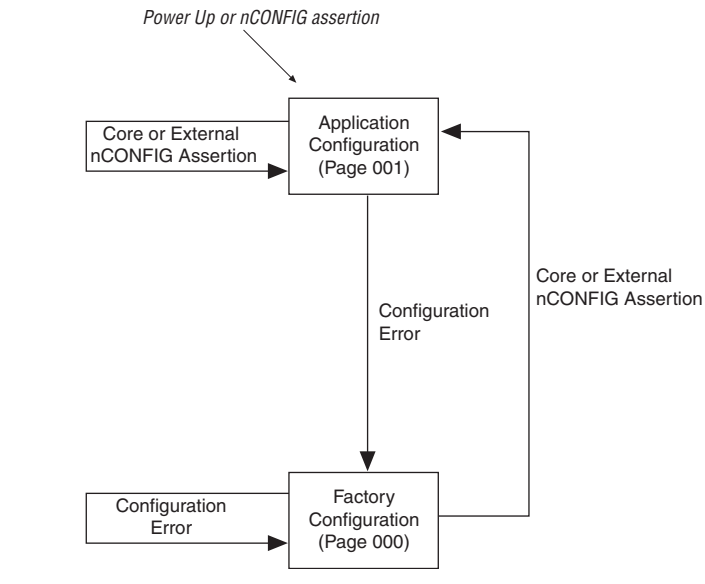 Power Up or nCONFIG assertion
Application
Configuration
(Page 001)
Core or External
nCONFIG Assertion
Core or External
nCONFIG Assertion
Configuration
Error
Factory
Configuration
(Page 000)
Configuration
Error